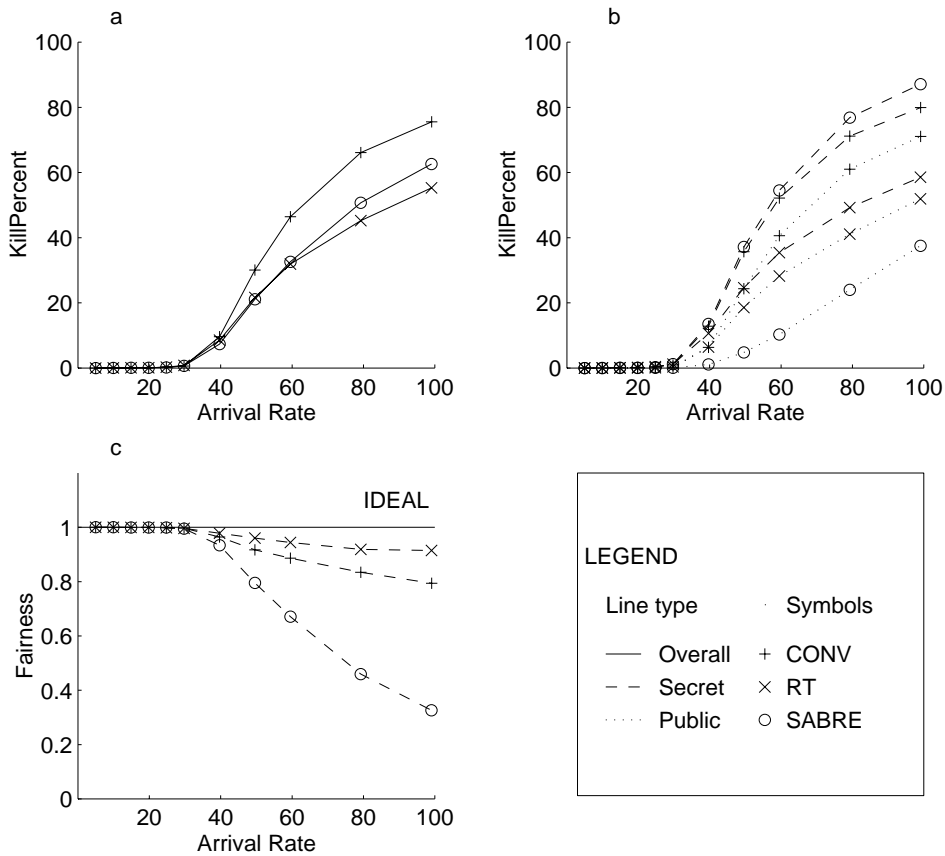 a
100
80
60
40
20
0
KillPercent
20 40 60 80 100
Arrival Rate
b
100
80
60
40
20
0
KillPercent
20 40 60 80 100
Arrival Rate
c
IDEAL
1
0.8
0.6
0.4
0.2
0
Fairness
20 40 60 80 100
Arrival Rate
LEGEND
Line type Symbols
Overall CONV
Secret RT
Public SABRE